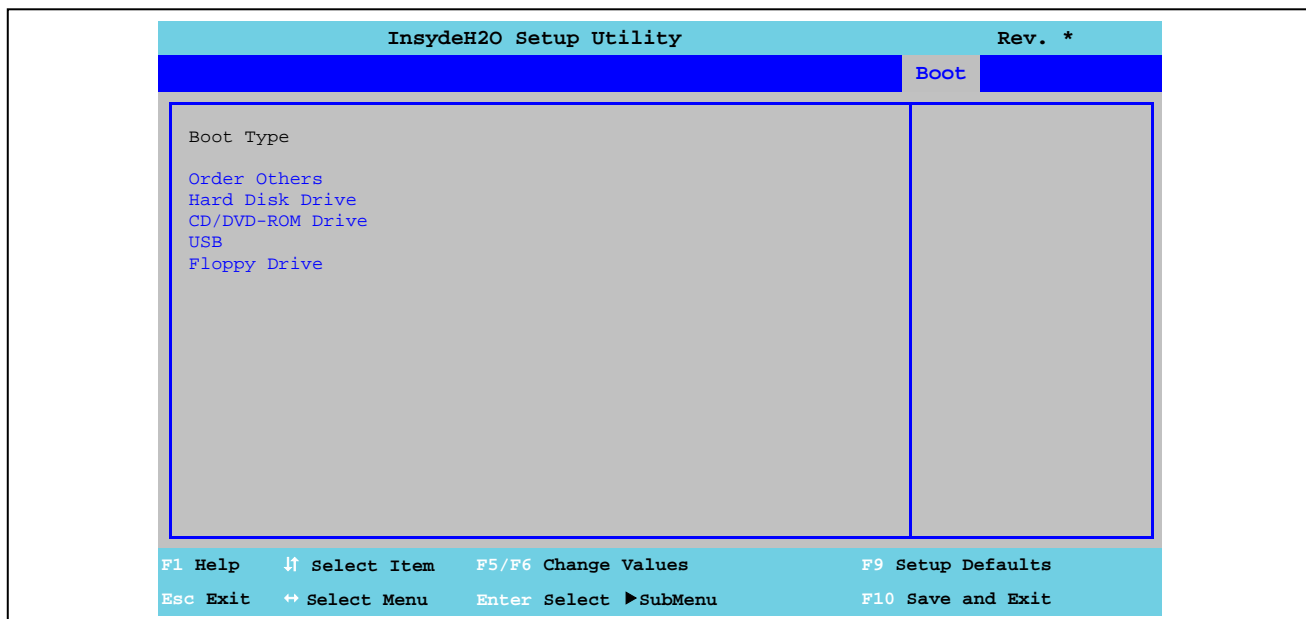 InsydeH2O Setup Utility Rev. *
Boot
Boot Type
Order Others
Hard Disk Drive
CD/DVD-ROM Drive
USB
Floppy Drive
F1 Help ↓↑ Select Item F5/F6 Change Values F9 Setup Defaults
Esc Exit ↔ Select Menu Enter Select ▶SubMenu F10 Save and Exit